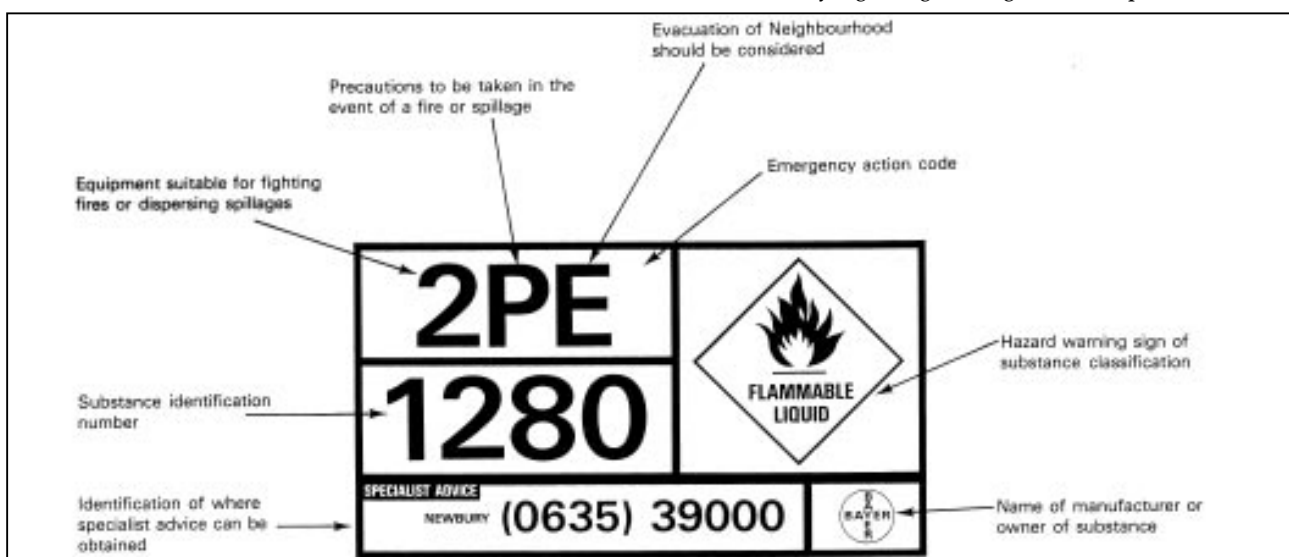 Evacuation of Neighbourhood
should be considered
Precautions to be taken in the
event of a fire or spillage
Emergency action code
Equipment suitable for fighting
fires or dispersing spillages
2PE
Hazard warning sign of
substance classification
FLAMMABLE
LIQUID
Substance identification
number
1280
SPECIALIST ADVICE
NEWBURY (0635) 39000
Identification of where
specialist advice can be
obtained
BAYER
BAYER
Name of manufacturer or
owner of substance